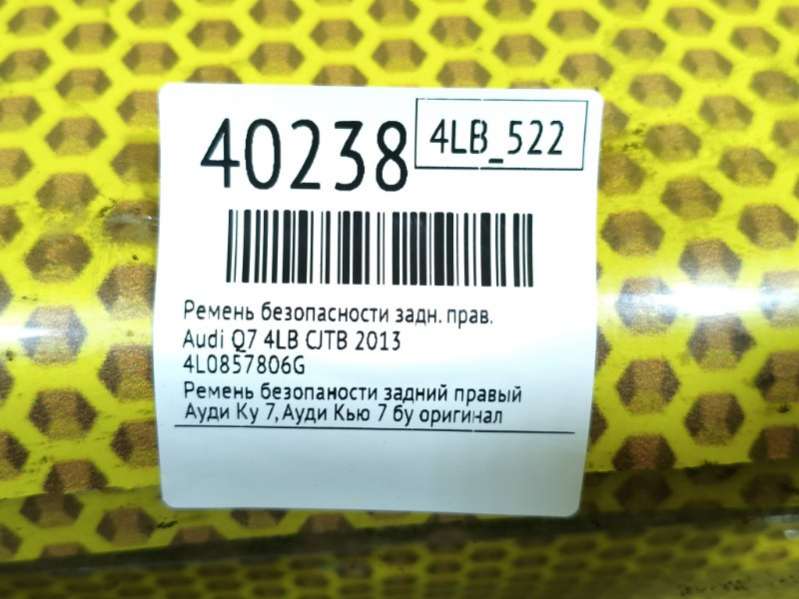 40238
4LB_522
Ремень безопасности задн. прав.
Audi Q7 4LB CJTB 2013
4L0857806G
Ремень безопаности задний правый
Ауди Ку 7, Ауди Кью 7 бу оригинал